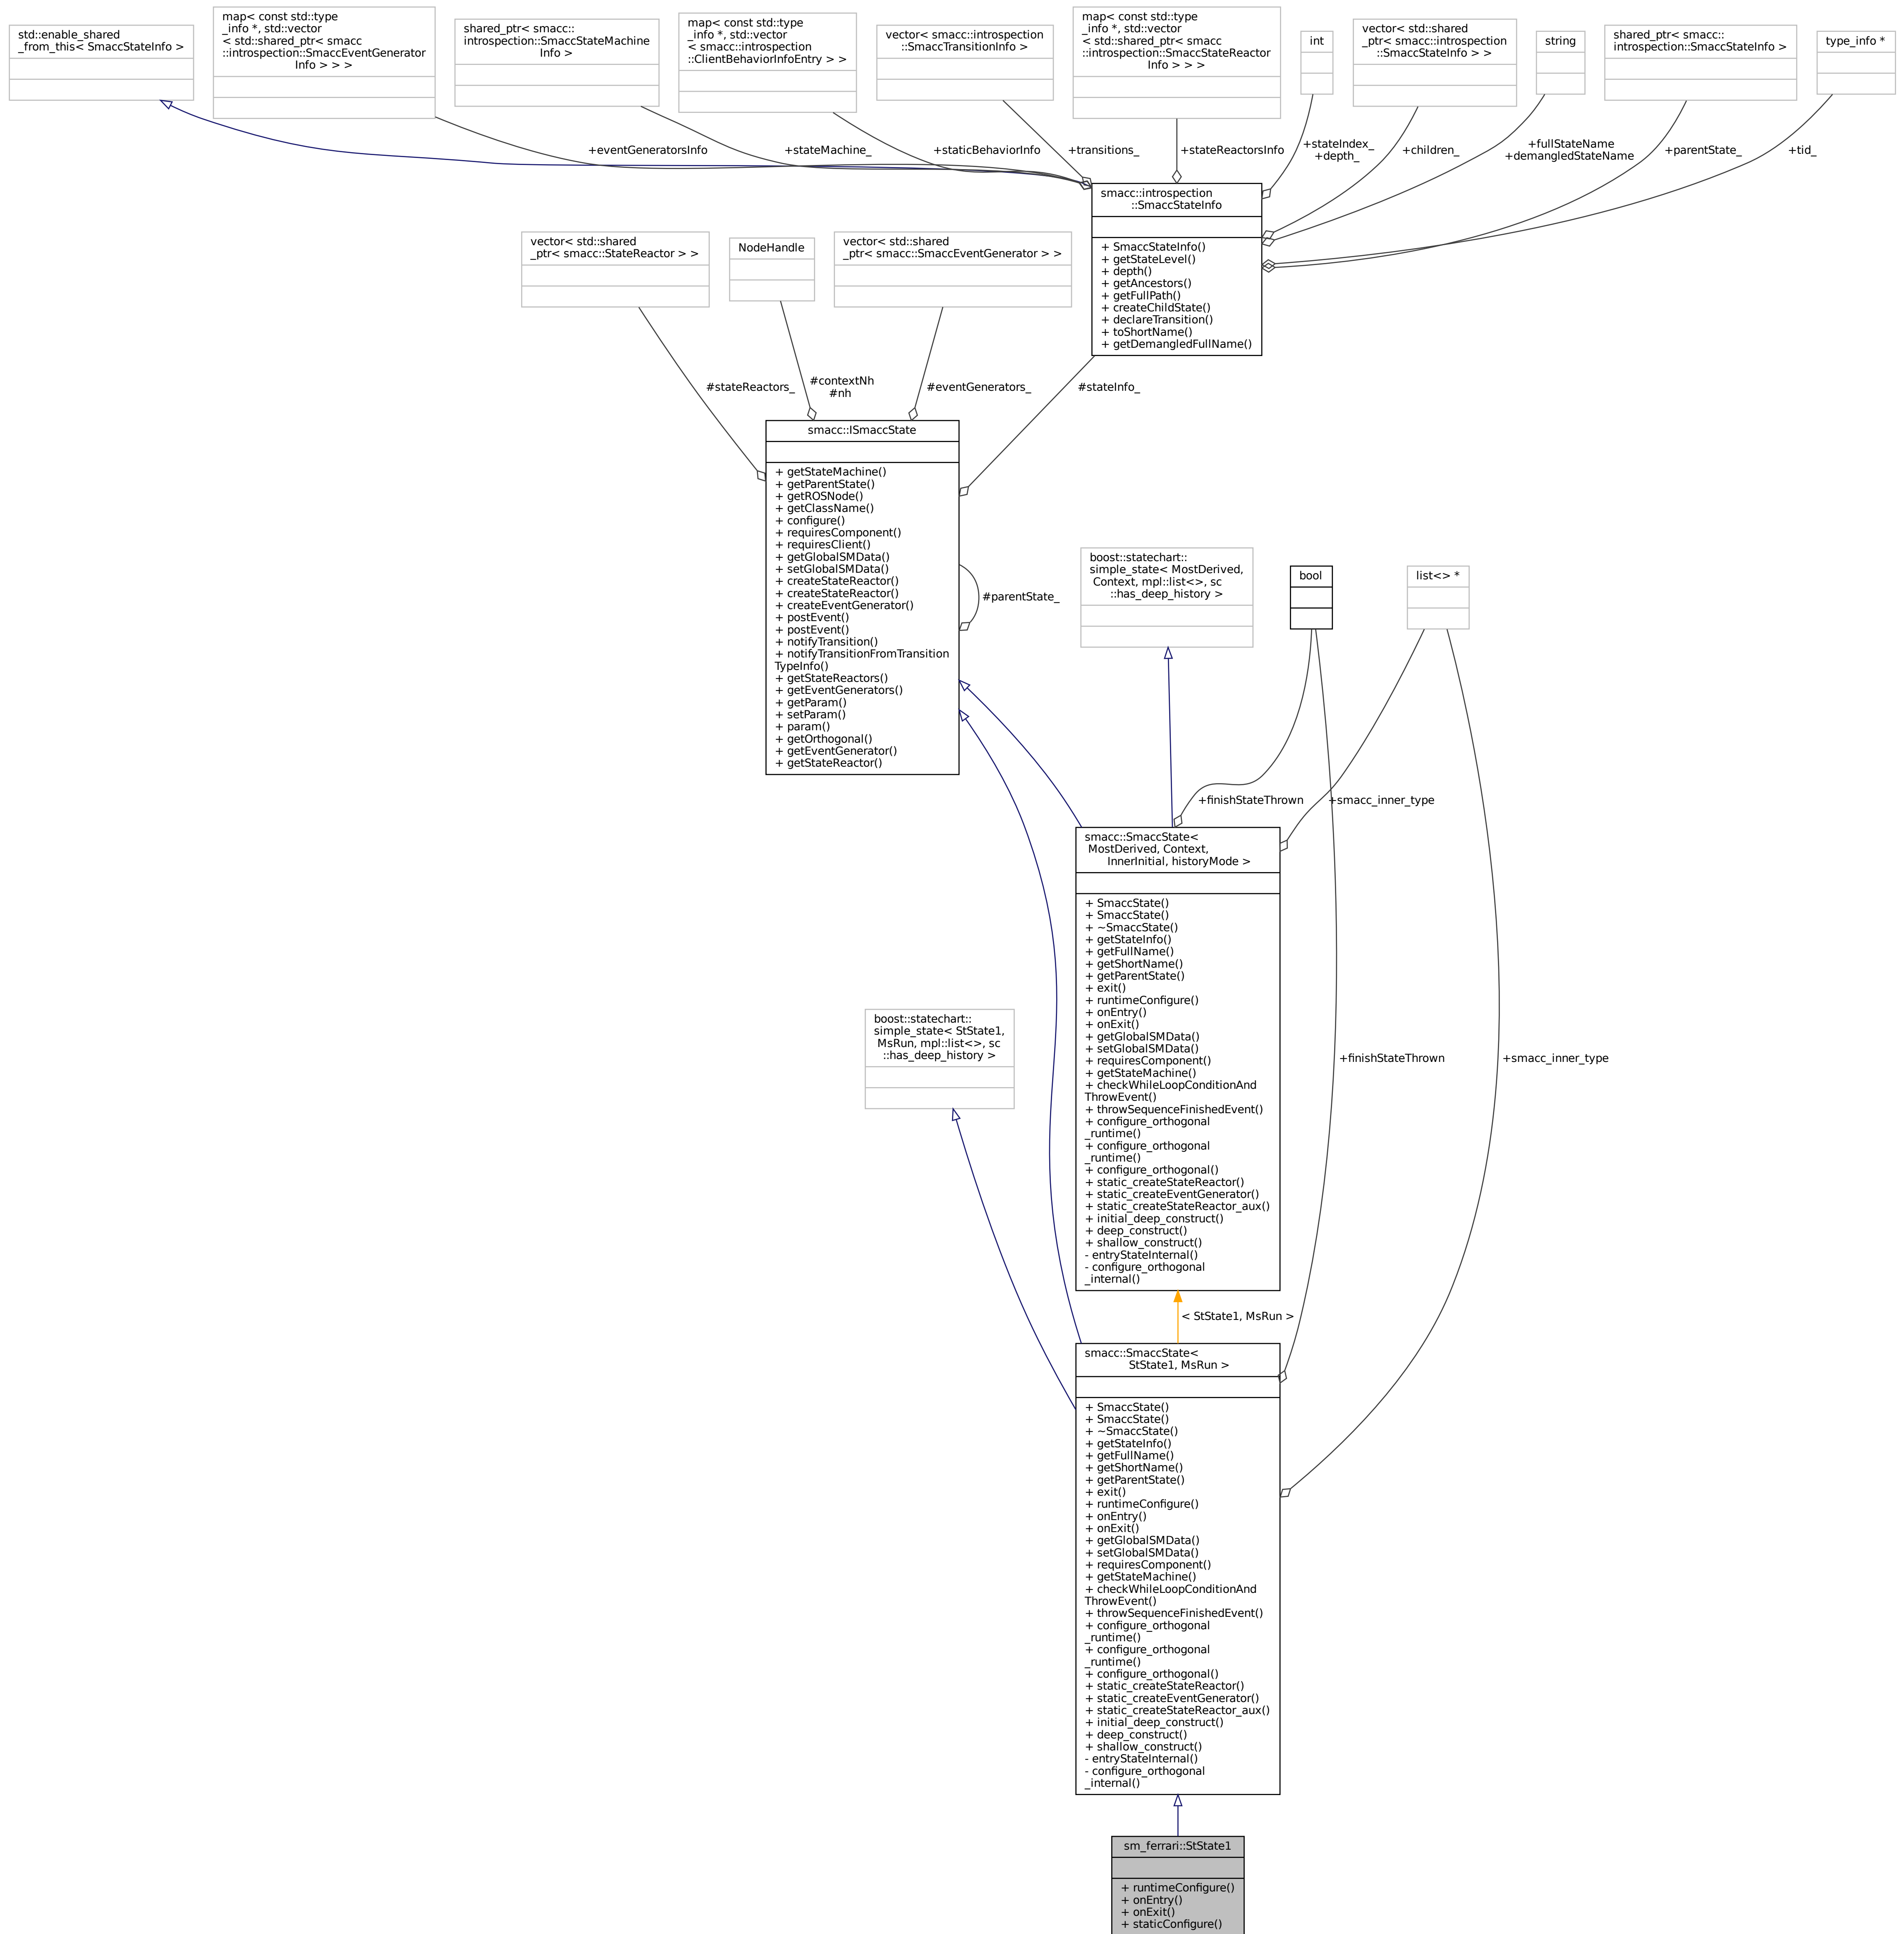 std::enable_shared
_from_this< SmaccStateInfo >
map< const std::type
_info *, std::vector
< std::shared_ptr< smacc
::introspection::SmaccEventGenerator
Info > > >
shared_ptr< smacc::
introspection::SmaccStateMachine
Info >
map< const std::type
_info *, std::vector
< smacc::introspection
::ClientBehaviorInfoEntry > >
vector< smacc::introspection
::SmaccTransitionInfo >
map< const std::type
_info *, std::vector
< std::shared_ptr< smacc
::introspection::SmaccStateReactor
Info > > >
int
vector< std::shared
_ptr< smacc::introspection
::SmaccStateInfo > >
string
shared_ptr< smacc::
introspection::SmaccStateInfo >
type_info *
+eventGeneratorsInfo
+stateMachine_
+staticBehaviorInfo
+transitions_
+stateReactorsInfo
+stateIndex_
+depth_
+children_
+fullStateName
+demangledStateName
+parentState_
+tid_
smacc::introspection
::SmaccStateInfo
+ SmaccStateInfo()
+ getStateLevel()
+ depth()
+ getAncestors()
+ getFullPath()
+ createChildState()
+ declareTransition()
+ toShortName()
+ getDemangledFullName()
vector< std::shared
_ptr< smacc::StateReactor > >
NodeHandle
vector< std::shared
_ptr< smacc::SmaccEventGenerator > >
#stateReactors_
#contextNh
#nh
#eventGenerators_
#stateInfo_
smacc::ISmaccState
+ getStateMachine()
+ getParentState()
+ getROSNode()
+ getClassName()
+ configure()
+ requiresComponent()
+ requiresClient()
+ getGlobalSMData()
+ setGlobalSMData()
+ createStateReactor()
+ createStateReactor()
+ createEventGenerator()
+ postEvent()
+ postEvent()
+ notifyTransition()
+ notifyTransitionFromTransition
TypeInfo()
+ getStateReactors()
+ getEventGenerators()
+ getParam()
+ setParam()
+ param()
+ getOrthogonal()
+ getEventGenerator()
+ getStateReactor()
#parentState_
boost::statechart::
simple_state< MostDerived,
Context, mpl::list<>, sc
::has_deep_history >
bool
list<> *
+finishStateThrown
+smacc_inner_type
smacc::SmaccState<
MostDerived, Context,
InnerInitial, historyMode >
+ SmaccState()
+ SmaccState()
+ ~SmaccState()
+ getStateInfo()
+ getFullName()
+ getShortName()
+ getParentState()
+ exit()
+ runtimeConfigure()
+ onEntry()
+ onExit()
+ getGlobalSMData()
+ setGlobalSMData()
+ requiresComponent()
+ getStateMachine()
+ checkWhileLoopConditionAnd
ThrowEvent()
+ throwSequenceFinishedEvent()
+ configure_orthogonal
_runtime()
+ configure_orthogonal
_runtime()
+ configure_orthogonal()
+ static_createStateReactor()
+ static_createEventGenerator()
+ static_createStateReactor_aux()
+ initial_deep_construct()
+ deep_construct()
+ shallow_construct()
- entryStateInternal()
- configure_orthogonal
_internal()
boost::statechart::
simple_state< StState1,
MsRun, mpl::list<>, sc
::has_deep_history >
+finishStateThrown
+smacc_inner_type
< StState1, MsRun >
smacc::SmaccState<
StState1, MsRun >
+ SmaccState()
+ SmaccState()
+ ~SmaccState()
+ getStateInfo()
+ getFullName()
+ getShortName()
+ getParentState()
+ exit()
+ runtimeConfigure()
+ onEntry()
+ onExit()
+ getGlobalSMData()
+ setGlobalSMData()
+ requiresComponent()
+ getStateMachine()
+ checkWhileLoopConditionAnd
ThrowEvent()
+ throwSequenceFinishedEvent()
+ configure_orthogonal
_runtime()
+ configure_orthogonal
_runtime()
+ configure_orthogonal()
+ static_createStateReactor()
+ static_createEventGenerator()
+ static_createStateReactor_aux()
+ initial_deep_construct()
+ deep_construct()
+ shallow_construct()
- entryStateInternal()
- configure_orthogonal
_internal()
sm_ferrari::StState1
+ runtimeConfigure()
+ onEntry()
+ onExit()
+ staticConfigure()